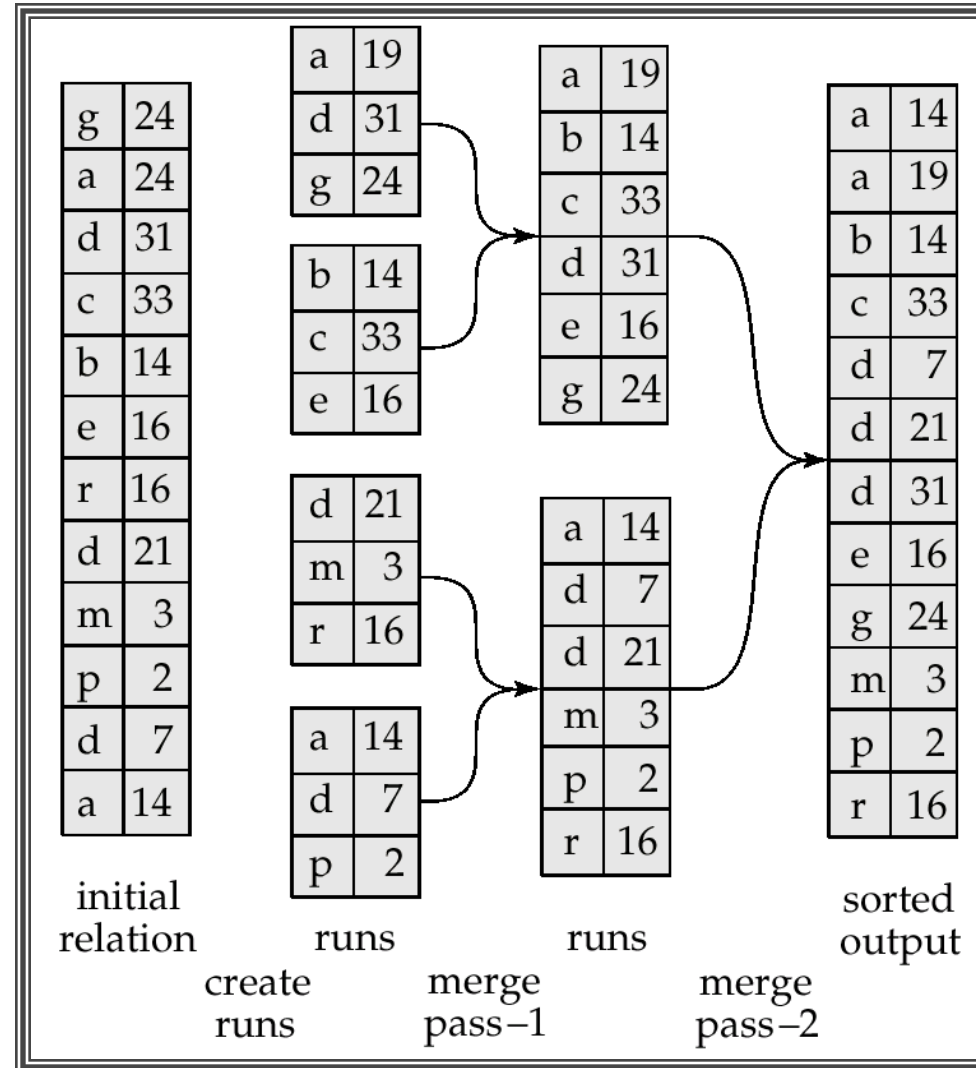 g 24
a 24
d 31
c 33
b 14
e 16
r 16
d 21
m 3
p 2
d 7
a 14
initial
relation
a 19
d 31
g 24
b 14
c 33
e 16
d 21
m 3
r 16
a 14
d 7
p 2
runs
a 19
b 14
c 33
d 31
e 16
g 24
a 14
d 7
d 21
m 3
p 2
r 16
runs
a 14
a 19
b 14
c 33
d 7
d 21
d 31
e 16
g 24
m 3
p 2
r 16
sorted
output
create
runs
merge
pass–1
merge
pass–2